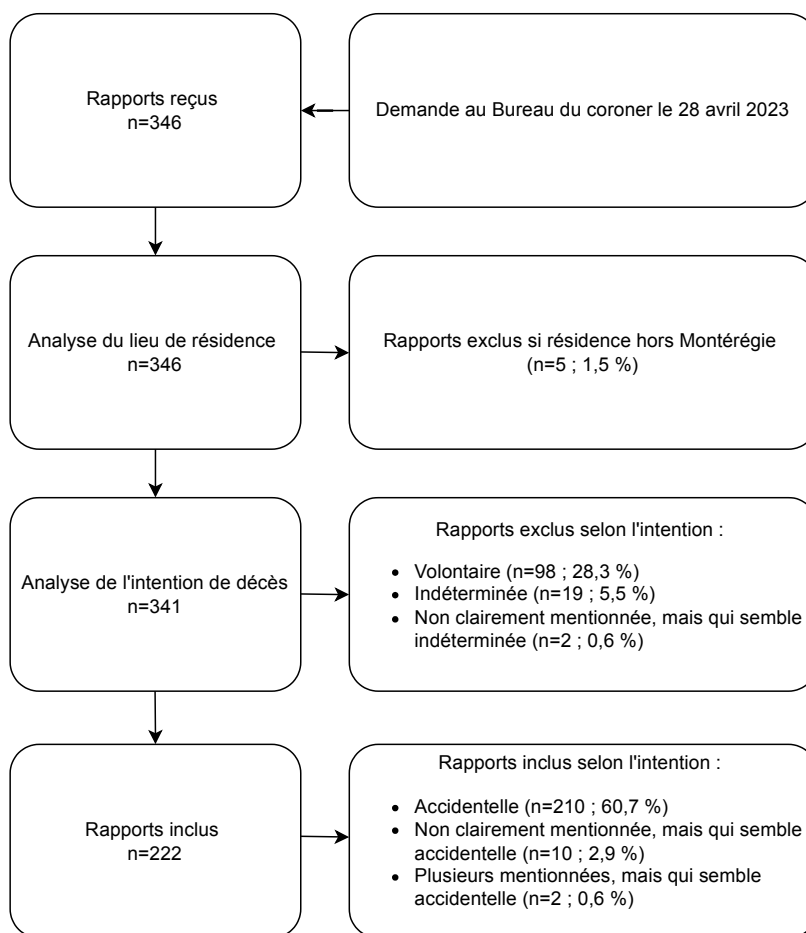 Rapports reçus
n=346
Demande au Bureau du coroner le 28 avril 2023
Analyse du lieu de résidence
n=346
Rapports exclus si résidence hors Montérégie
(n=5 ; 1,5 %)
Analyse de l'intention de décès
n=341
Rapports exclus selon l'intention :
• Volontaire (n=98 ; 28,3 %)
• Indéterminée (n=19 ; 5,5 %)
• Non clairement mentionnée, mais qui semble
indéterminée (n=2 ; 0,6 %)
Rapports inclus
n=222
Rapports inclus selon l'intention :
• Accidentelle (n=210 ; 60,7 %)
• Non clairement mentionnée, mais qui semble
accidentelle (n=10 ; 2,9 %)
• Plusieurs mentionnées, mais qui semble
accidentelle (n=2 ; 0,6 %)